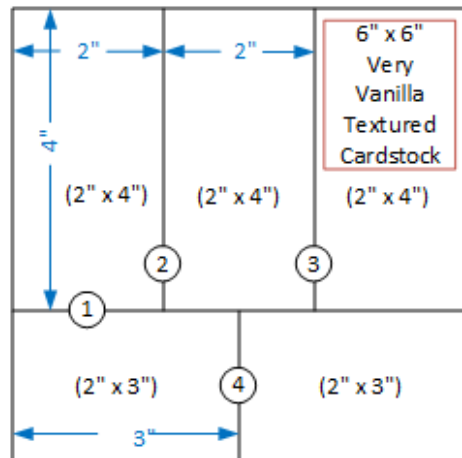 2"
2"
6" x 6"
Very
Vanilla
Textured
Cardstock
4"
(2" x 4")
(2" x 4")
(2" x 4")
2
3
1
(2" x 3")
4
(2" x 3")
3"